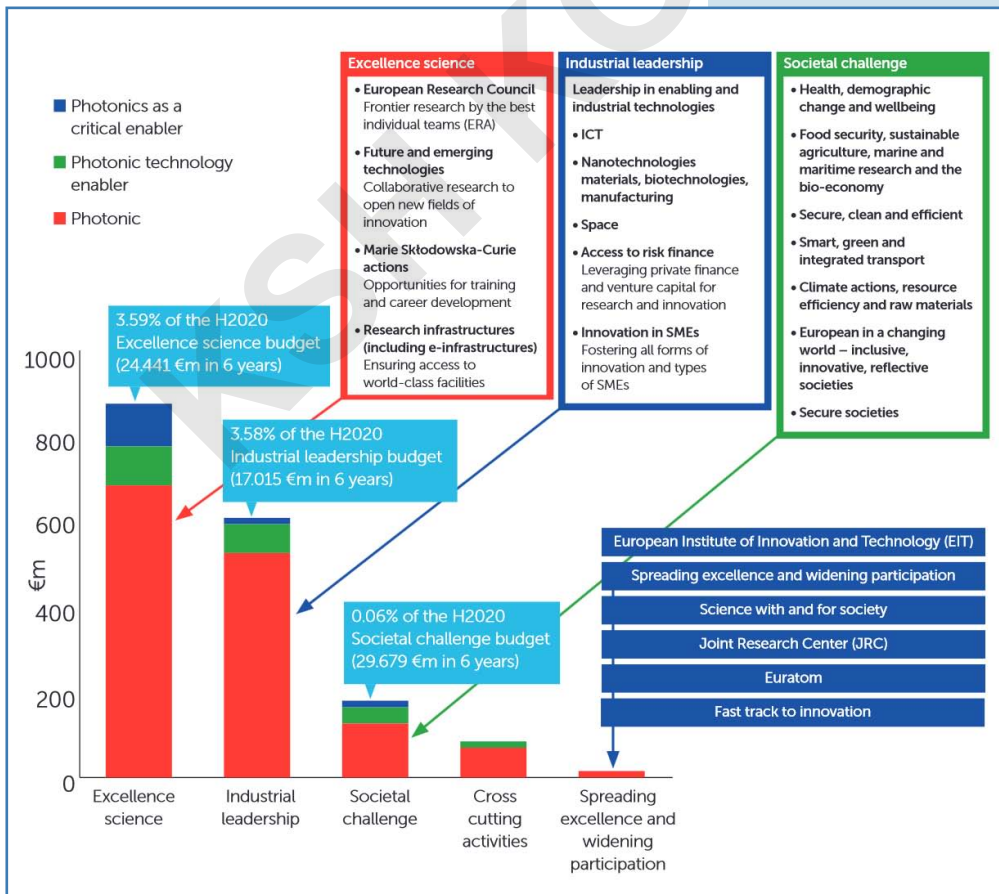 KSH KO
Excellence science
• European Research Council
Frontier research by the best
individual teams (ERA)
• Future and emerging
technologies
Collaborative research to
open new fields of
innovation
• Marie Skłodowska-Curie
actions
Opportunities for training
and career development
• Research infrastructures
(including e-infrastructures)
Ensuring access to
world-class facilities
Industrial leadership
Leadership in enabling and
industrial technologies
• ICT
• Nanotechnologies
materials, biotechnologies,
manufacturing
• Space
• Access to risk finance
Leveraging private finance
and venture capital for
research and innovation
• Innovation in SMEs
Fostering all forms of
innovation and types
of SMEs
Societal challenge
• Health, demographic
change and wellbeing
• Food security, sustainable
agriculture, marine and
maritime research and the
bio-economy
• Secure, clean and efficient
• Smart, green and
integrated transport
• Climate actions, resource
efficiency and raw materials
• European in a changing
world – inclusive,
innovative, reflective
societies
• Secure societies
Photonics as a
critical enabler
Photonic technology
enabler
Photonic
3.59% of the H2020
Excellence science budget
(24.441 €m in 6 years)
3.58% of the H2020
Industrial leadership budget
(17.015 €m in 6 years)
0.06% of the H2020
Societal challenge budget
(29.679 €m in 6 years)
European Institute of Innovation and Technology (EIT)
Spreading excellence and widening participation
Science with and for society
Joint Research Center (JRC)
Euratom
Fast track to innovation
€m
1000
800
600
400
200
0
Excellence
science
Industrial
leadership
Societal
challenge
Cross
cutting
activities
Spreading
excellence and
widening
participation